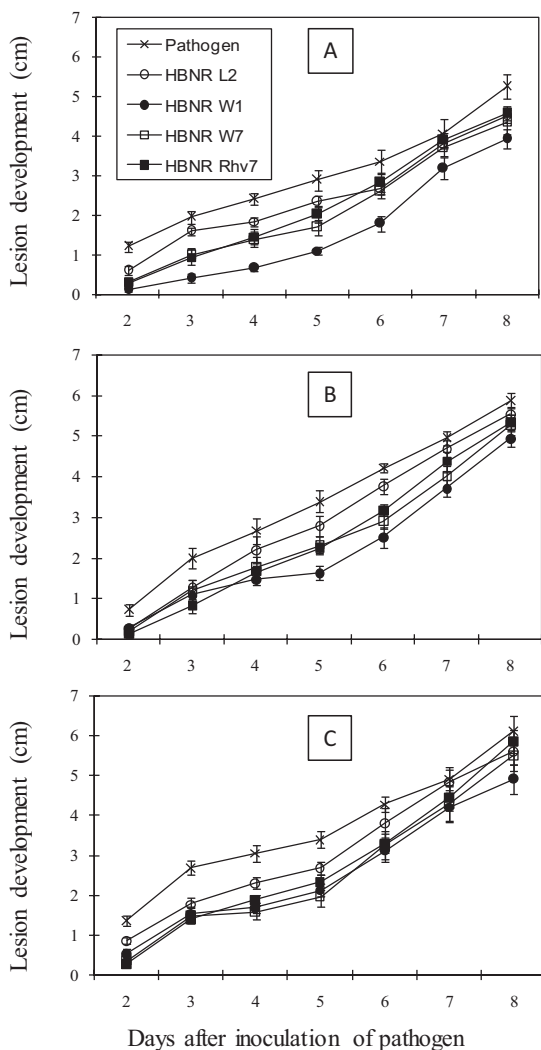 7
6
5
4
3
2
1
0
Lesion development (cm)
A
Pathogen
HBNR L2
HBNR W1
HBNR W7
HBNR Rhv7
2 3 4 5 6 7 8
7
6
5
4
3
2
1
0
Lesion development (cm)
B
2 3 4 5 6 7 8
7
6
5
4
3
2
1
0
Lesion development (cm)
C
2 3 4 5 6 7 8
Days after inoculation of pathogen